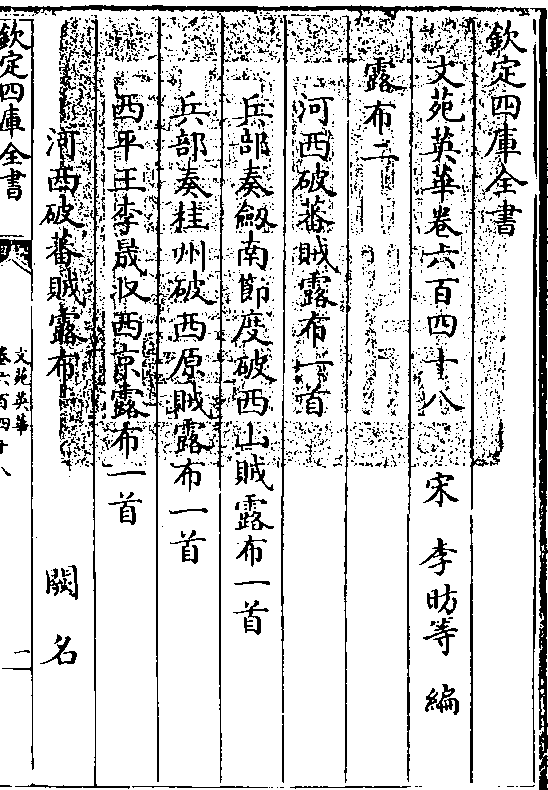 欽定四庫全書
文苑英華卷六百四十八
宋 李昉等 編
露布二
河西破蕃賊露布一首
兵部奏劔南節度破西山賊露布一首
兵部奏桂州破西原賊露布一首
西平王李晟收西京露布一首
河西破蕃賊露布 闕名
欽定四庫全書
文苑英華
卷六百四十八
二